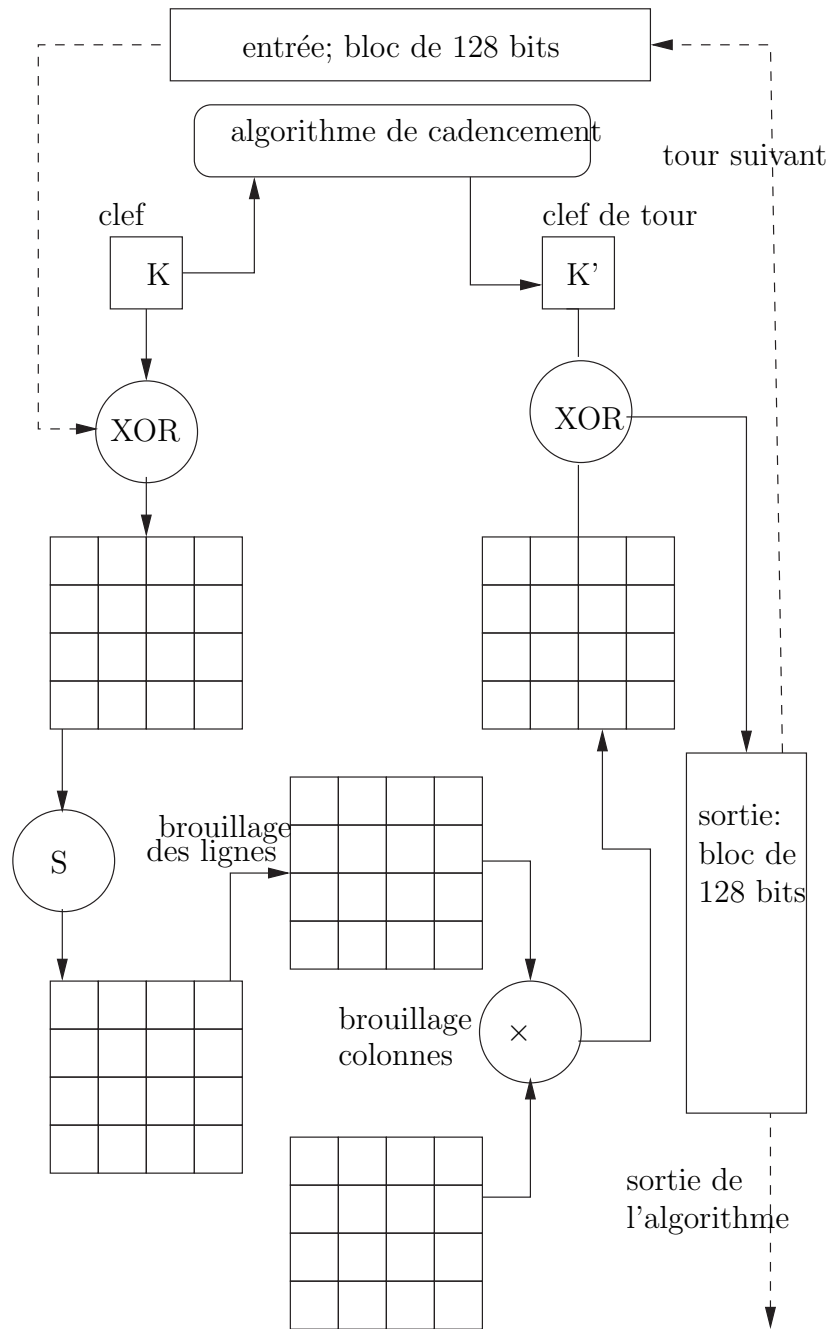 entrée; bloc de 128 bits
algorithme de cadencement
tour suivant
clef
clef de tour
K
K'
XOR
XOR
brouillage
des lignes
S
sortie:
bloc de
128 bits
brouillage
colonnes
×
sortie de
l'algorithme